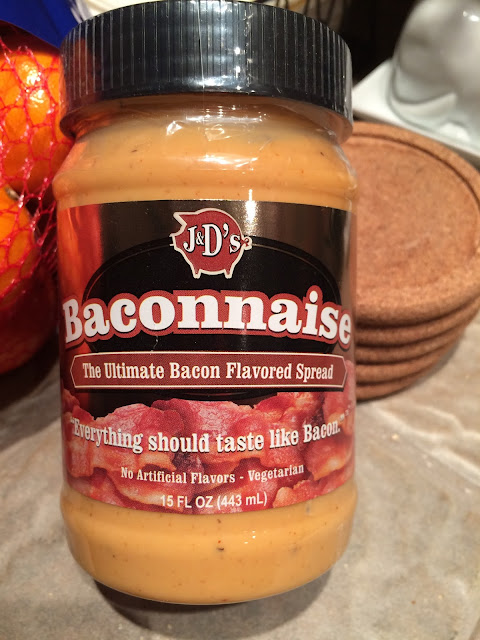 J&D's
Baconnaise
The Ultimate Bacon Flavored Spread
"Everything should taste like Bacon."
No Artificial Flavors - Vegetarian
15 FL OZ (443 mL)